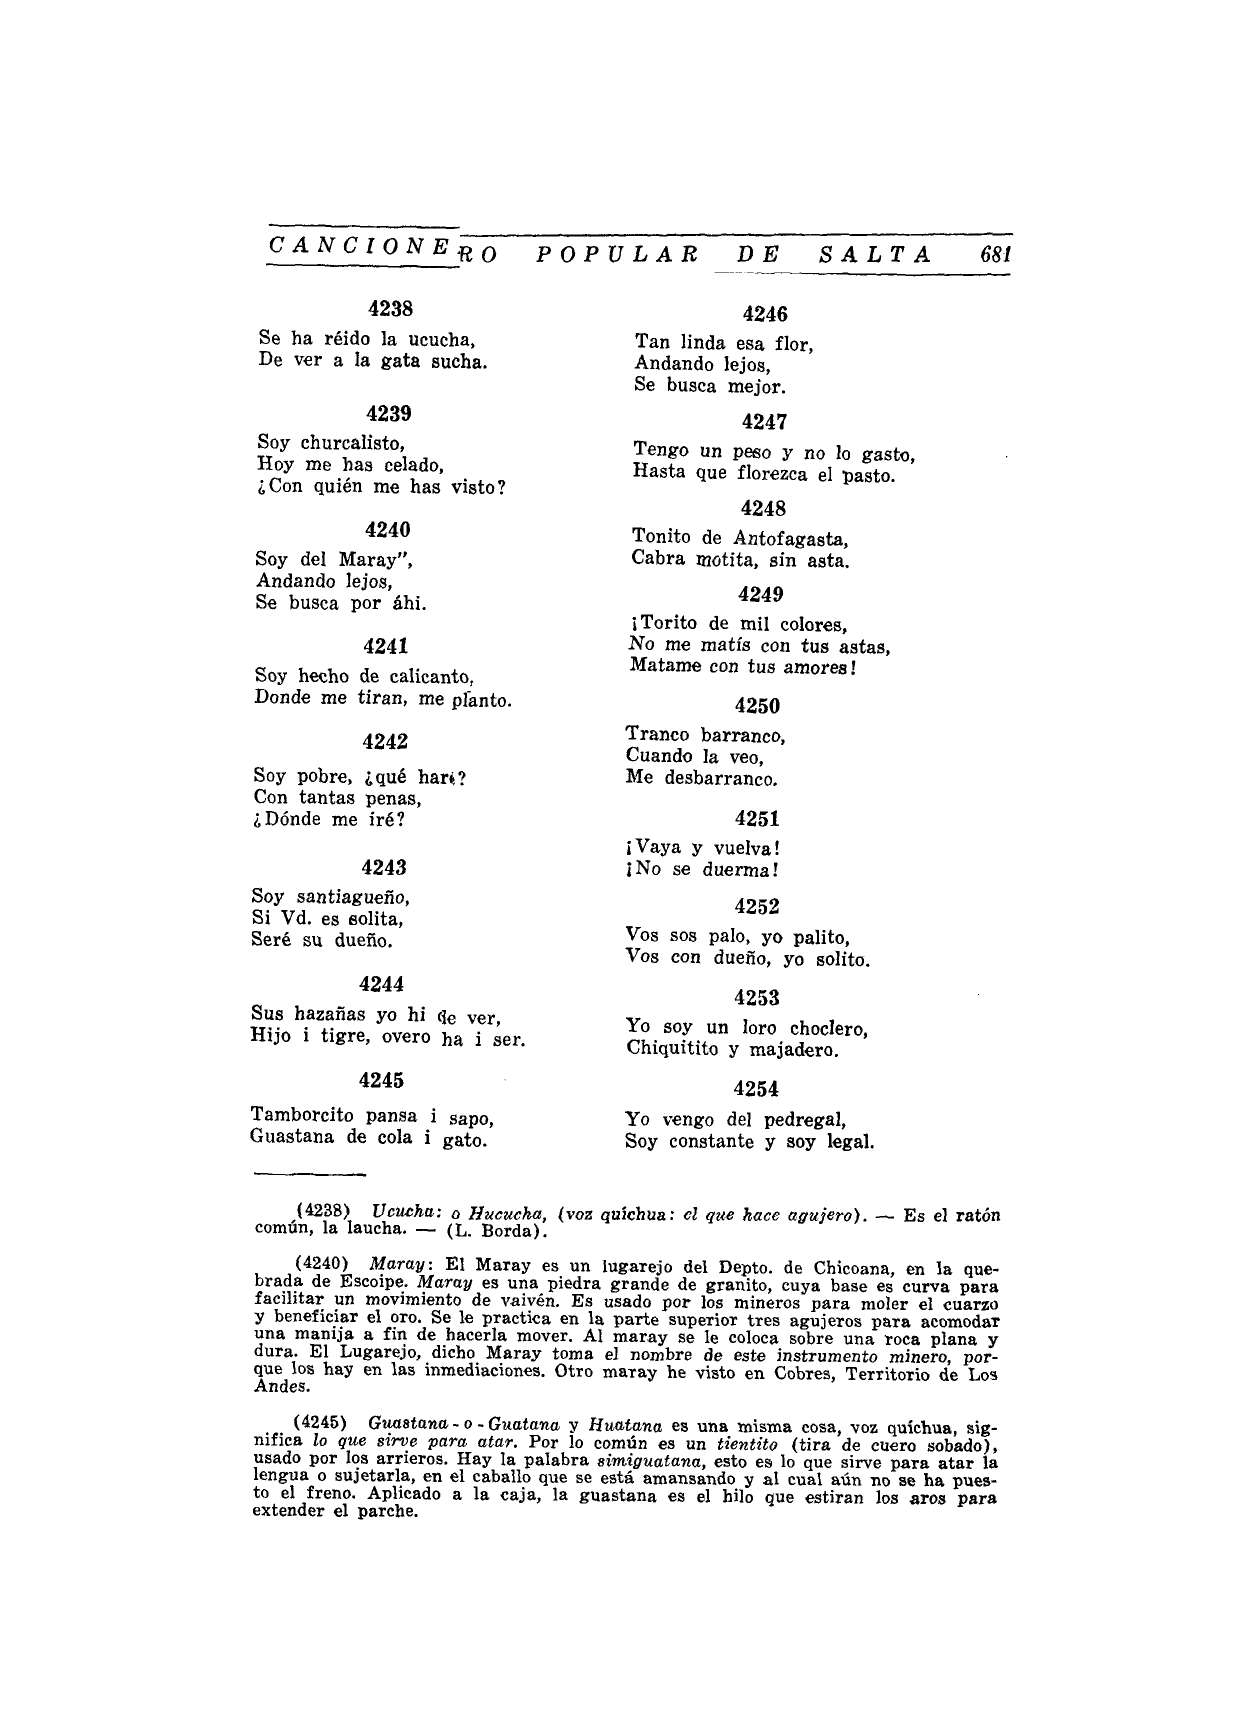 CANCIONERO POPULAR DE SALTA 681
4238
Se ha réido la ucucha,
De ver a la gata sucha.
4239
Soy churcalisto,
Hoy me has celado,
¿Con quién me has visto?
4240
Soy del Maray",
Andando lejos,
Se busca por áhi.
4241
Soy hecho de calicanto,
Donde me tiran, me planto.
4242
Soy pobre, ¿qué haré?
Con tantas penas,
¿Dónde me iré?
4243
Soy santiagueño,
Si Vd. es solita,
Seré su dueño.
4244
Sus hazañas yo hi de ver,
Hijo i tigre, overo ha i ser.
4245
Tamborcito pansa i sapo,
Guastana de cola i gato.
4246
Tan linda esa flor,
Andando lejos,
Se busca mejor.
4247
Tengo un peso y no lo gasto,
Hasta que florezca el pasto.
4248
Tonito de Antofagasta,
Cabra motita, sin asta.
4249
¡Torito de mil colores,
No me matís con tus astas,
Matame con tus amores!
4250
Tranco barranco,
Cuando la veo,
Me desbarranco.
4251
¡Vaya y vuelva!
¡No se duerma!
4252
Vos sos palo, yo palito,
Vos con dueño, yo solito.
4253
Yo soy un loro choclero,
Chiquitito y majadero.
4254
Yo vengo del pedregal,
Soy constante y soy legal.
(4238) Ucucha: o Hucucha, (voz quíchua: el que hace agujero). — Es el ratón
común, la laucha. — (L. Borda).
(4240) Maray: El Maray es un lugarejo del Depto. de Chicoana, en la que-
brada de Escoipe. Maray es una piedra grande de granito, cuya base es curva para
facilitar un movimiento de vaivén. Es usado por los mineros para moler el cuarzo
y beneficiar el oro. Se le practica en la parte superior tres agujeros para acomodar
una manija a fin de hacerla mover. Al maray se le coloca sobre una roca plana y
dura. El Lugarejo, dicho Maray toma el nombre de este instrumento minero, por-
que los hay en las inmediaciones. Otro maray he visto en Cobres, Territorio de Los
Andes.
(4245) Guastana - o - Guatana y Huatana es una misma cosa, voz quíchua, sig-
nifica lo que sirve para atar. Por lo común es un tientito (tira de cuero sobado),
usado por los arrieros. Hay la palabra simiguatana, esto es lo que sirve para atar la
lengua o sujetarla, en el caballo que se está amansando y al cual aún no se ha pues-
to el freno. Aplicado a la caja, la guastana es el hilo que estiran los aros para
extender el parche.